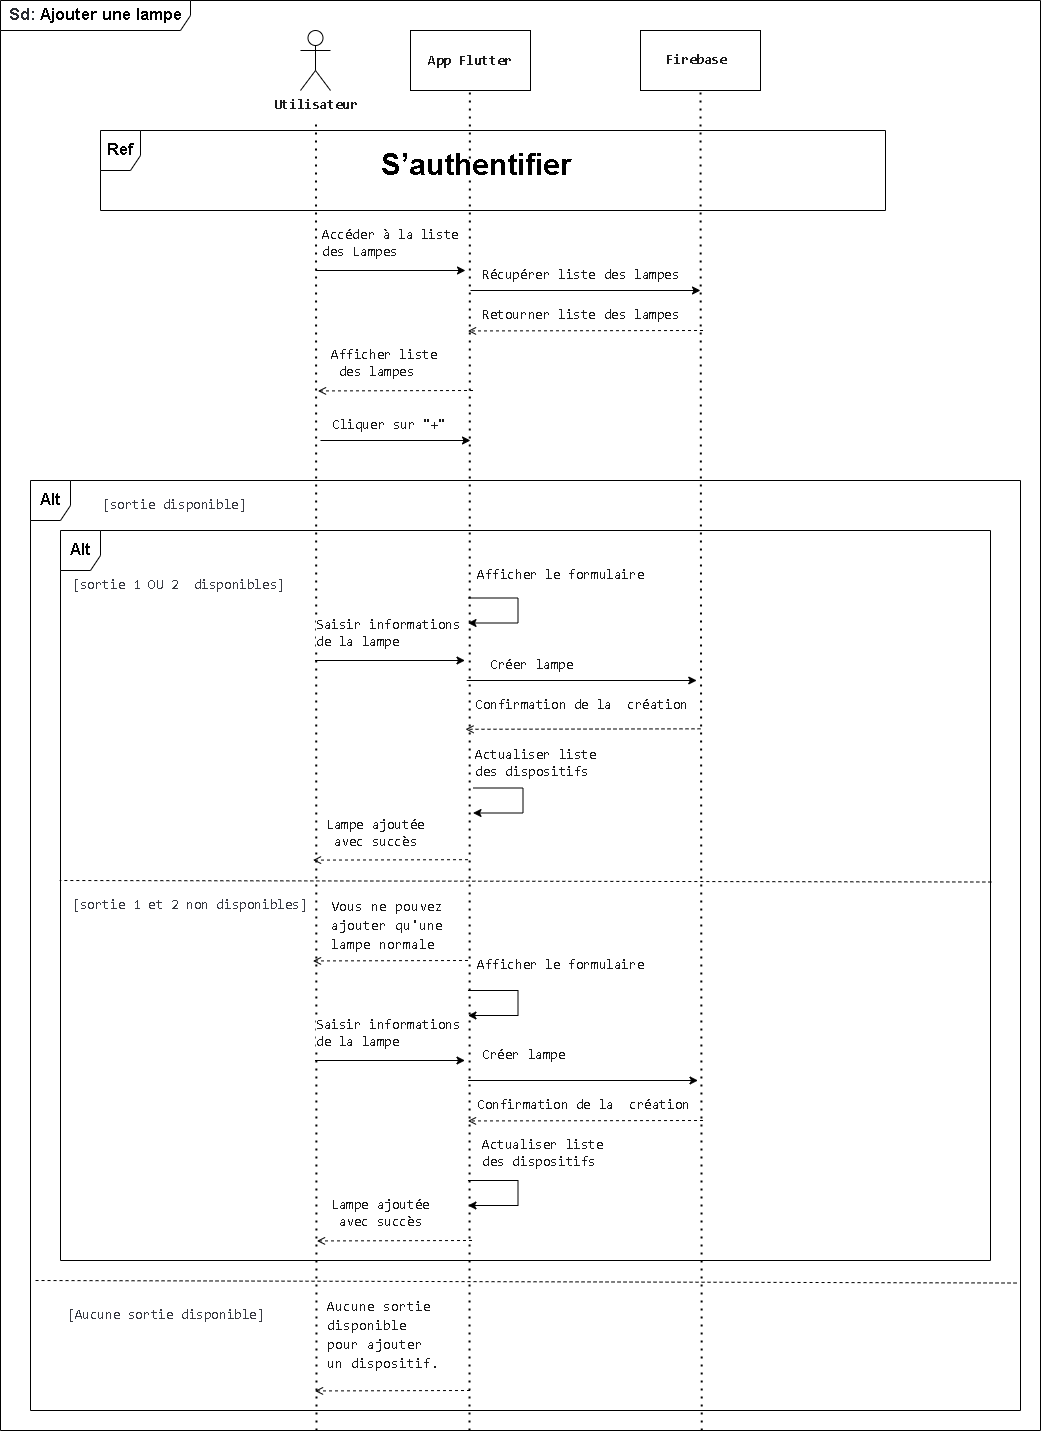 Sd: Ajouter une lampe
Utilisateur
App Flutter
Firebase
Ref
S'authentifier
Accéder à la liste
des Lampes
Récupérer liste des lampes
Retourner liste des lampes
Afficher liste
des lampes
Cliquer sur "+"
Alt
[sortie disponible]
Alt
[sortie 1 OU 2  disponibles]
Afficher le formulaire
Saisir informations
de la lampe
Créer lampe
Confirmation de la  création
Actualiser liste
des dispositifs
Lampe ajoutée
avec succès
[sortie 1 et 2 non disponibles]
Vous ne pouvez
ajouter qu'une
lampe normale
Afficher le formulaire
Saisir informations
de la lampe
Créer lampe
Confirmation de la  création
Actualiser liste
des dispositifs
Lampe ajoutée
avec succès
[Aucune sortie disponible]
Aucune sortie
disponible
pour ajouter
un dispositif.